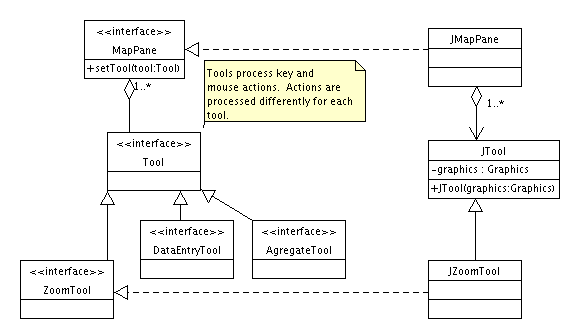 <<interface>>
MapPane
+setTool(tool:Tool)
1..*
Tools process key and
mouse actions.  Actions are
processed differently for each
tool.
JMapPane
1..*
<<interface>>
Tool
JTool
-graphics : Graphics
+JTool(graphics:Graphics)
<<interface>>
DataEntryTool
<<interface>>
AgregateTool
<<interface>>
ZoomTool
JZoomTool